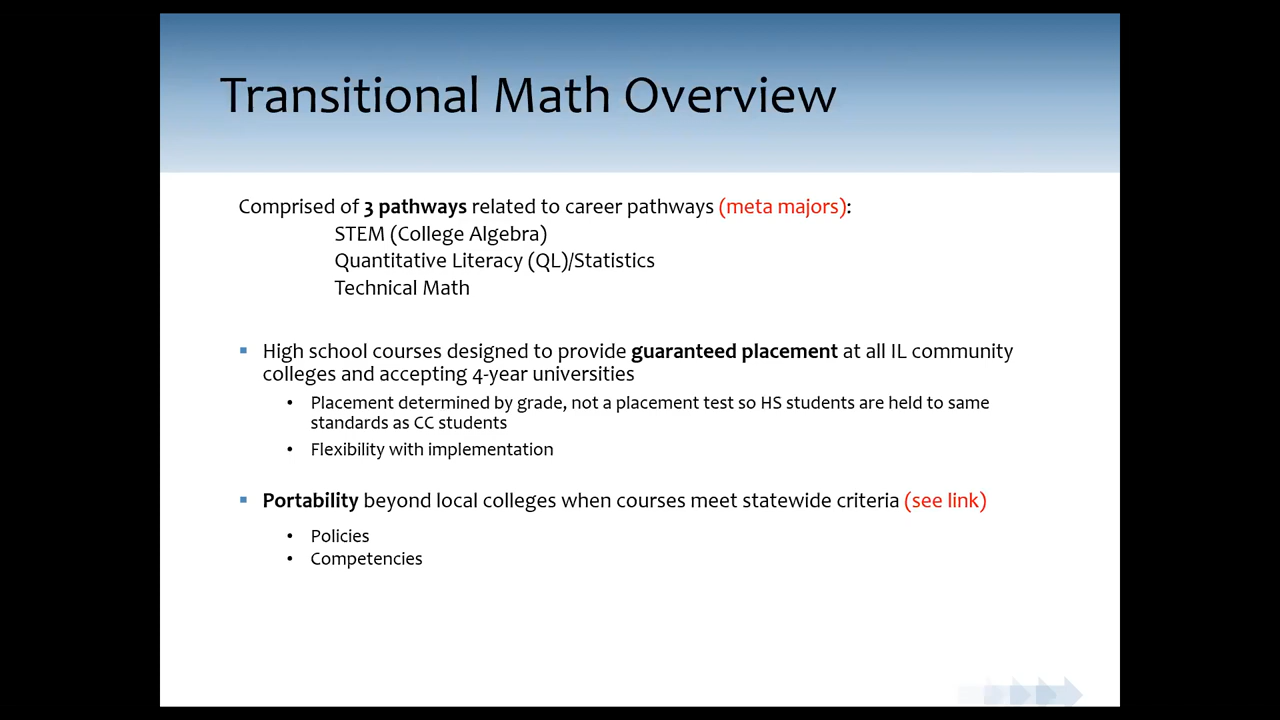 Transitional Math Overview
Comprised of 3 pathways related to career pathways (meta majors):
STEM (College Algebra)
Quantitative Literacy (QL)/Statistics
Technical Math
▪ High school courses designed to provide guaranteed placement at all IL community
colleges and accepting 4-year universities
• Placement determined by grade, not a placement test so HS students are held to same
standards as CC students
• Flexibility with implementation
▪ Portability beyond local colleges when courses meet statewide criteria (see link)
• Policies
• Competencies